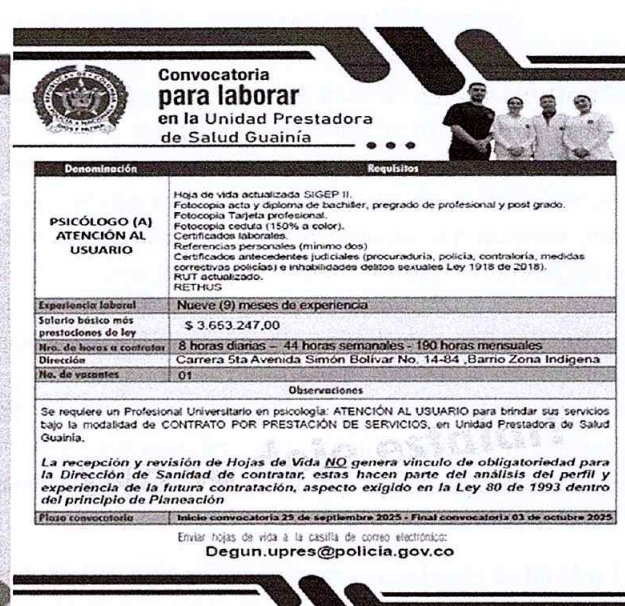 Convocatoria
para laborar
en la Unidad Prestadora
de Salud Guainía
Denominación
Requisitos
PSICÓLOGO (A)
ATENCIÓN AL
USUARIO
Hoja de vida actualizada SIGEP II.
Fotocopia acta y diploma de bachiller, pregrado de profesional y post grado.
Fotocopia Tarjeta profesional.
Fotocopia cedula (150% a color).
Certificados laborales.
Referencias personales (minimo dos)
Certificados antecedentes judiciales (procuraduria, policia, contraloria, medidas
correctivas policias) e inhabilidades delitos sexuales Ley 1918 de 2018).
RUT actualizado.
RETHUS
Experiencia laboral
Nueve (9) meses de experiencia
Salario básico más
prestaciones de ley
$ 3.653.247,00
Nro. de horas a contratar
8 horas diarias – 44 horas semanales - 190 horas mensuales
Dirección
Carrera 5ta Avenida Simón Bolívar No. 14-84 ,Barrio Zona Indígena
No. de vacantes
01
Observaciones
Se requiere un Profesional Universitario en psicología: ATENCIÓN AL USUARIO para brindar sus servicios
bajo la modalidad de CONTRATO POR PRESTACIÓN DE SERVICIOS, en Unidad Prestadora de Salud
Guainia.
La recepción y revisión de Hojas de Vida NO genera vinculo de obligatoriedad para
la Dirección de Sanidad de contratar, estas hacen parte del análisis del perfil y
experiencia de la futura contratación, aspecto exigido en la Ley 80 de 1993 dentro
del principio de Planeación
Plazo convocatoria
Inicio convocatoria 29 de septiembre 2025 - Final convocatoria 03 de octubre 2025
Enviar hojas de vida a la casilla de correo electrónico:
Degun.upres@policia.gov.co